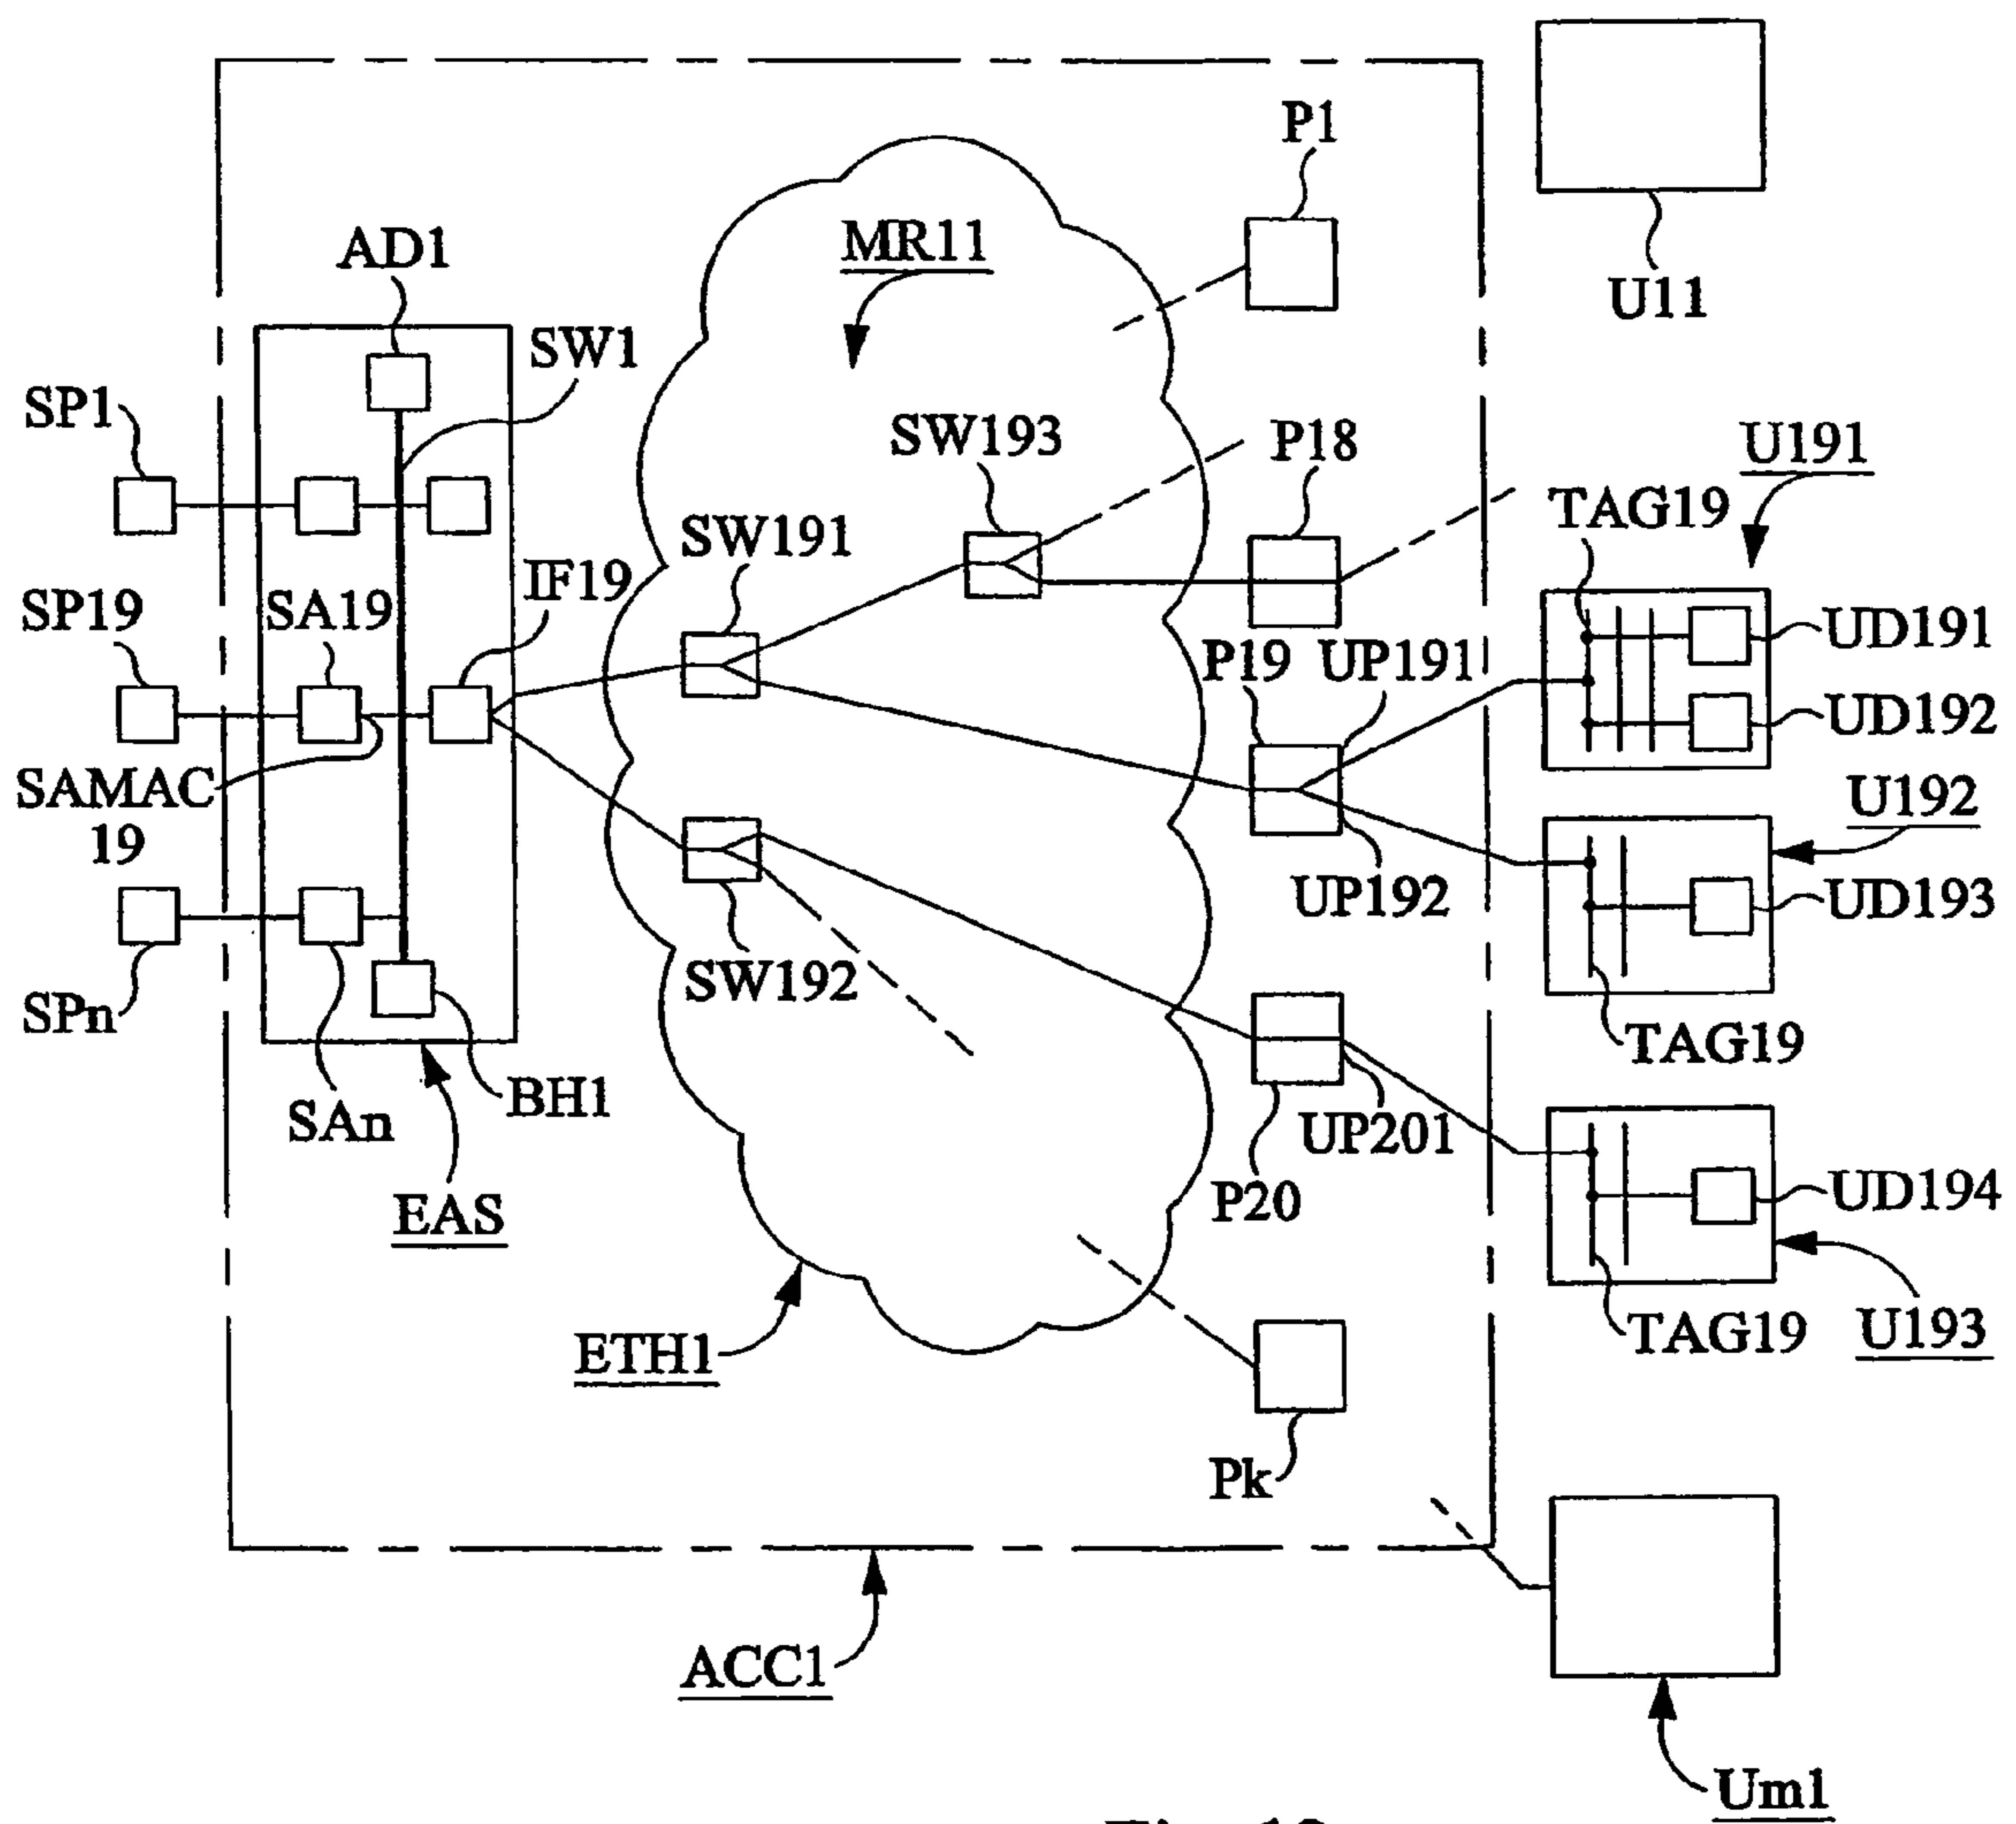 P1
U11
AD1
MR11
SW1
SP1
SW193
P18
U191
TAG19
SW191
IF19
SP19
SA19
UD191
P19
UP191
UD192
SAMAC
19
U192
UP192
UD193
SW192
SPn
TAG19
BH1
SAn
UP201
EAS
P20
UD194
TAG19
U193
ETH1
Pk
ACC1
Um1